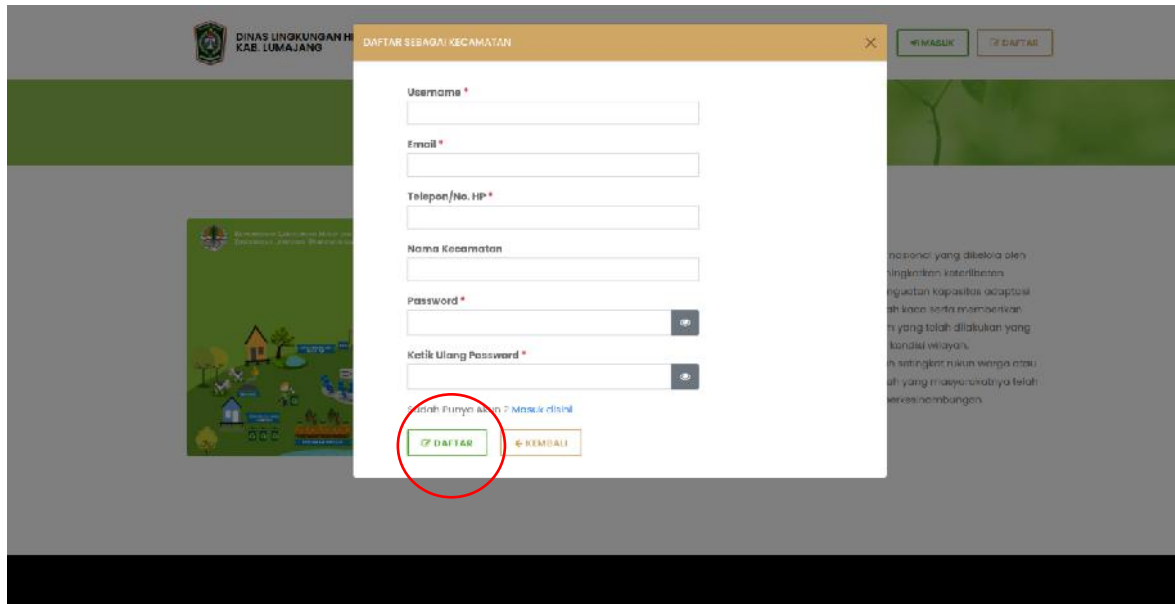 DINAS LINGKUNGAN HI
KAB. LUMAJANG
DAFTAR SEBAGAI KECAMATAN
×
MASUK
DAFTAR
Username *
Email *
Telepon/No. HP *
Nama Kecamatan
Password *
Ketik Ulang Password *
Sudah Punya Akun ? Masuk disini
DAFTAR
KEMBALI
nasional yang dikelola oleh
ningkatkan keterlibatan
nguatan kapasitas adaptasi
ah kaca serta memberikan
n yang telah dilakukan yang
kondisi wilayah.
h setingkat rukun warga atau
ah yang masyarakatnya telah
berkesinambungan.